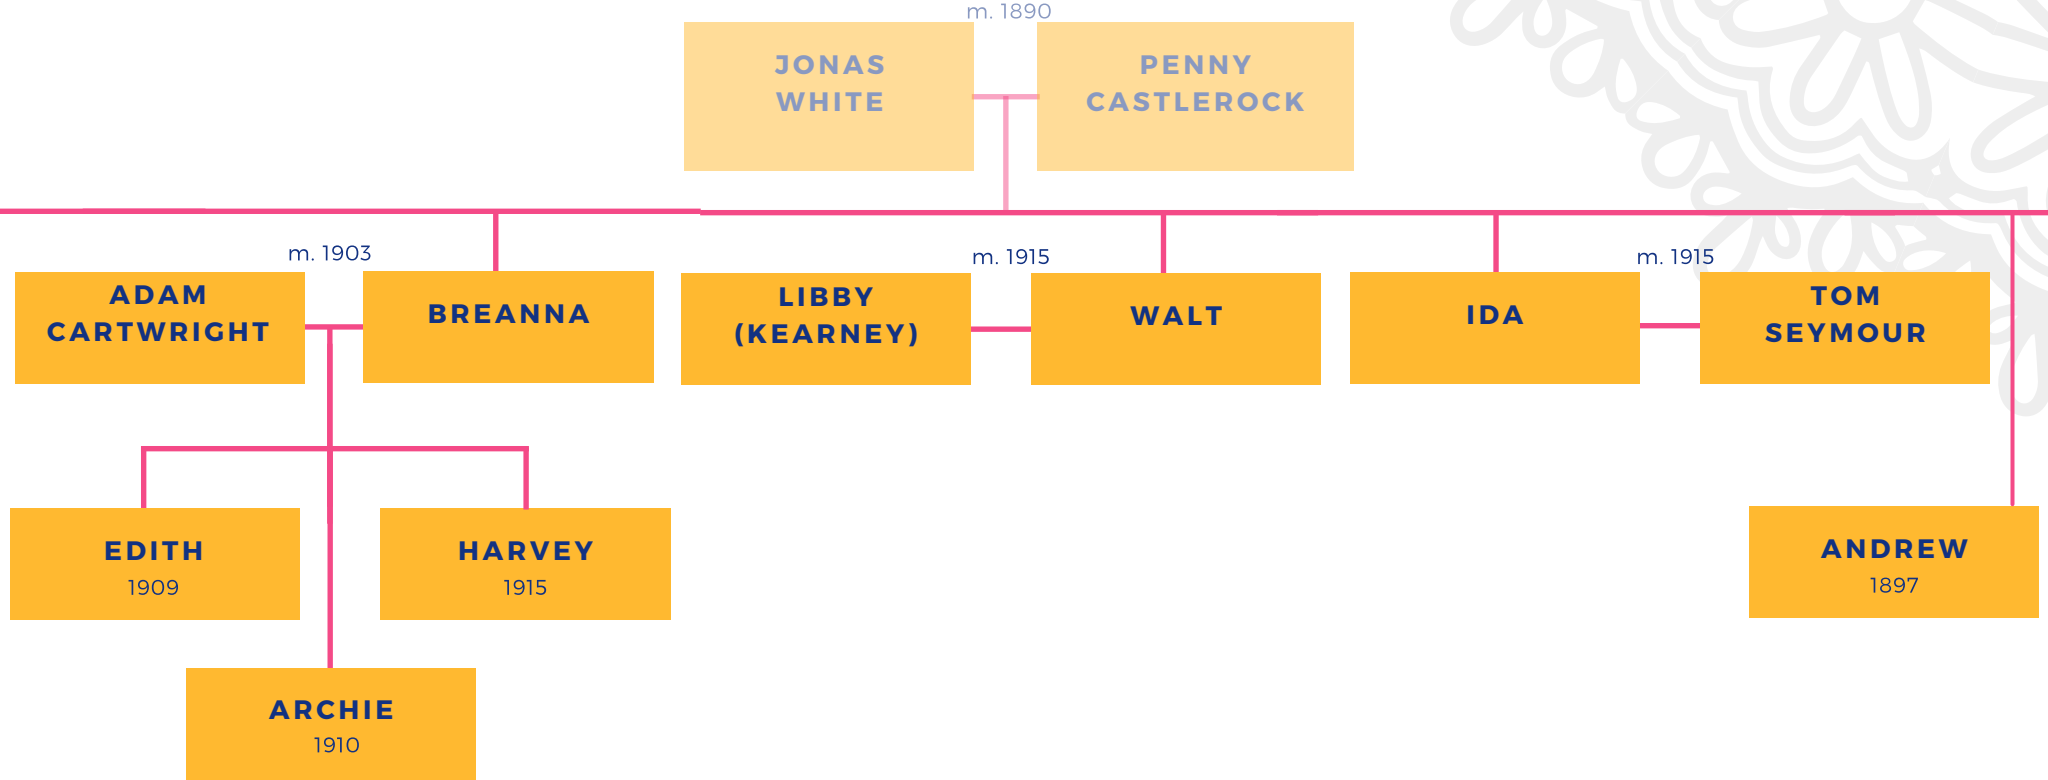 m. 1890
JONAS
WHITE
PENNY
CASTLEROCK
m. 1903
m. 1915
m. 1915
ADAM
CARTWRIGHT
BREANNA
LIBBY
(KEARNEY)
WALT
IDA
TOM
SEYMOUR
EDITH
1909
HARVEY
1915
ANDREW
1897
ARCHIE
1910